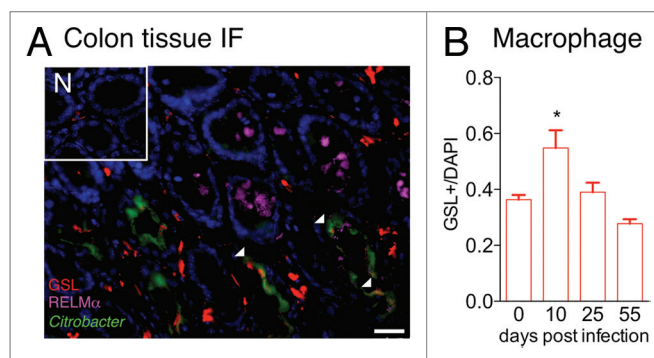 A Colon tissue IF
N
GSL
RELMα
Citrobacter
B Macrophage
GSL+/DAPI
0.8
0.6
0.4
0.2
0.0
*
0 10 25 55
days post infection